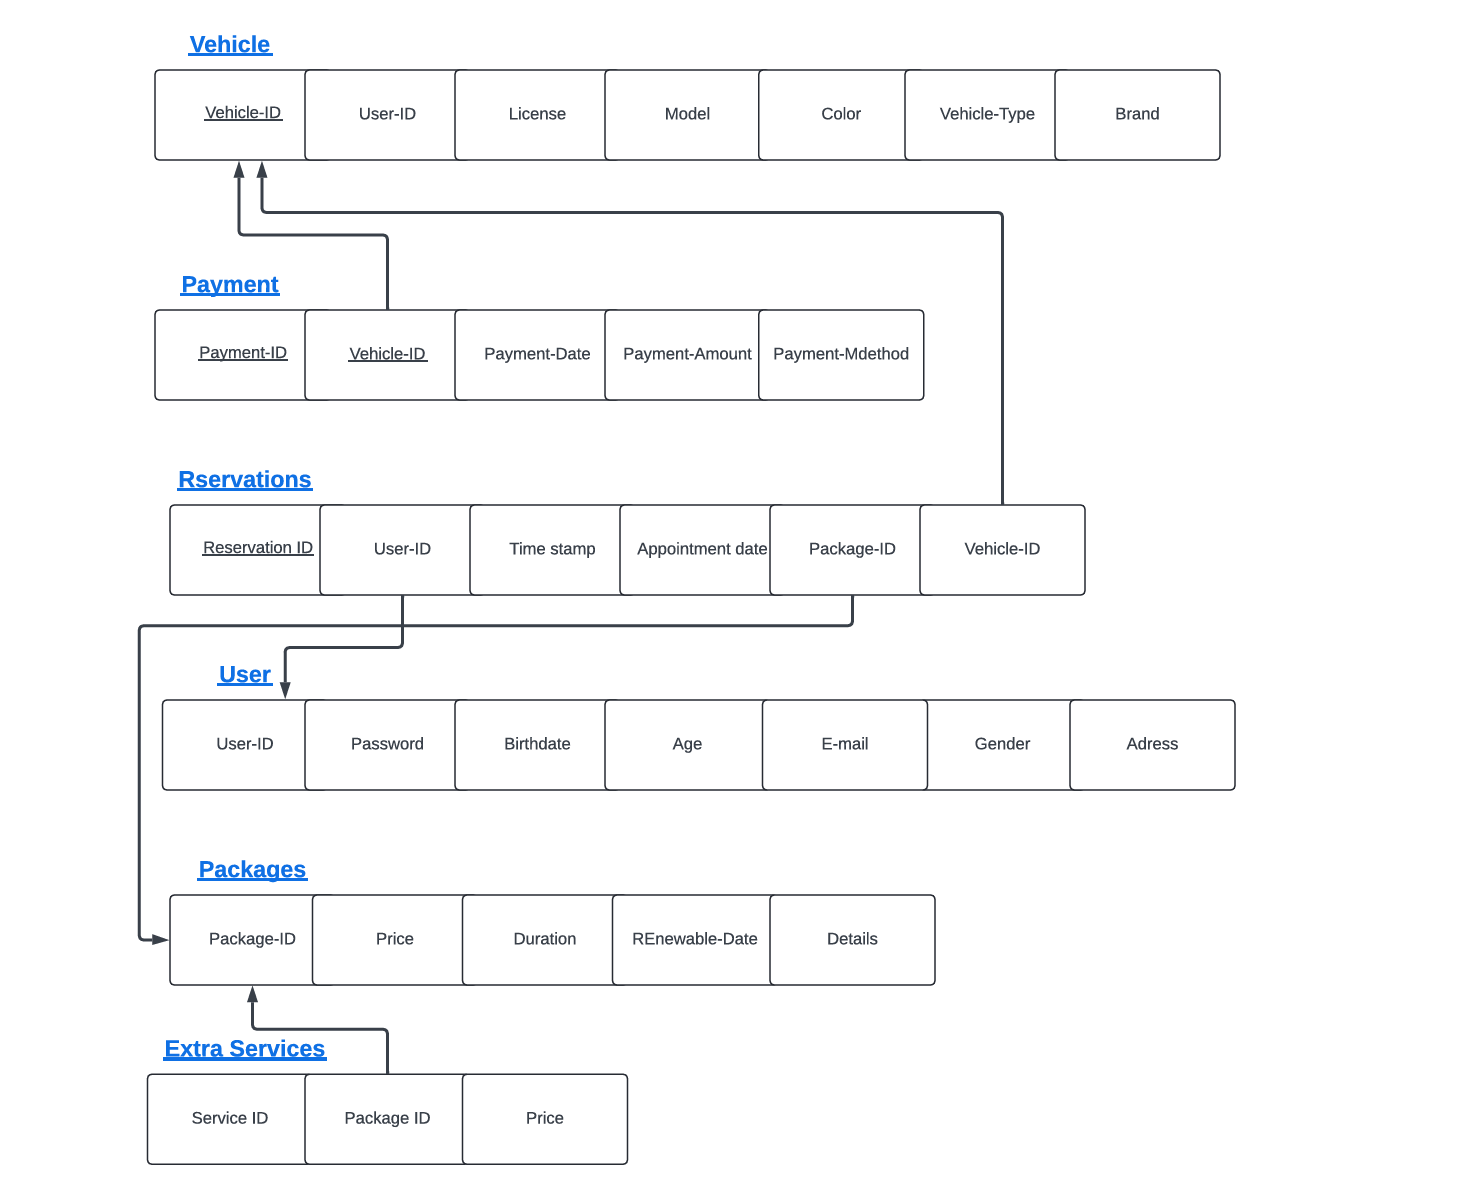 Vehicle
Vehicle-ID User-ID License Model Color Vehicle-Type Brand
Payment
Payment-ID Vehicle-ID Payment-Date Payment-Amount Payment-Mdethod
Rservations
Reservation ID User-ID Time stamp Appointment date Package-ID Vehicle-ID
User
User-ID Password Birthdate Age E-mail Gender Adress
Packages
Package-ID Price Duration REnewable-Date Details
Extra Services
Service ID Package ID Price